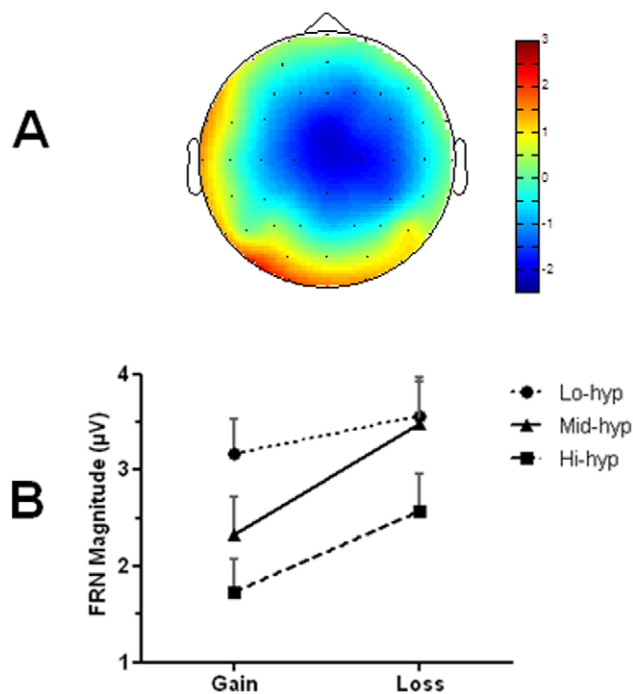 A
3
2
1
0
-1
-2
B
FRN Magnitude (µV)
4
3
2
1
Gain
Loss
Lo-hyp
Mid-hyp
Hi-hyp